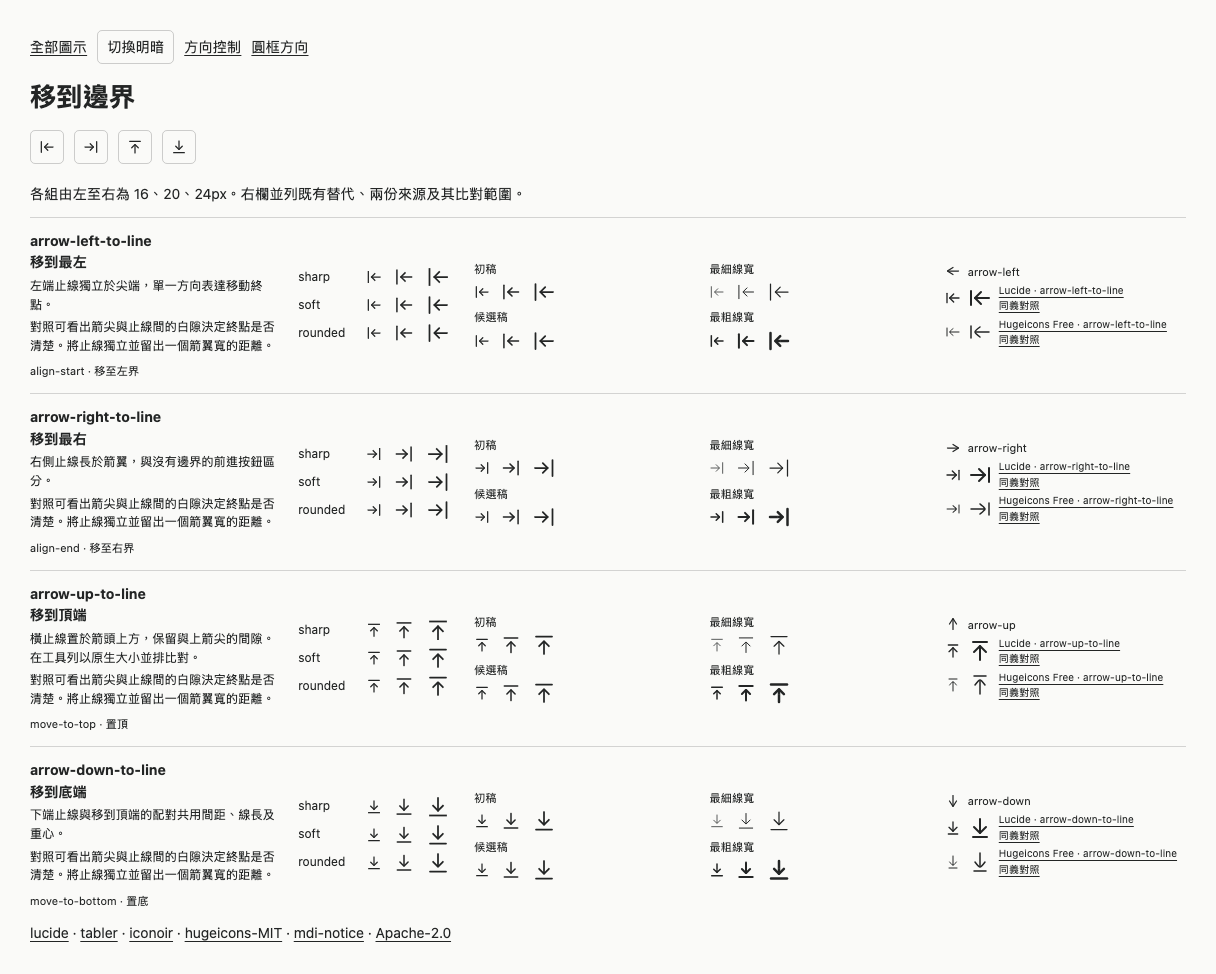 全部圖示 切換明暗 方向控制 圓框方向
移到邊界
各組由左至右為 16、20、24px。右欄並列既有替代、兩份來源及其比對範圍。
arrow-left-to-line
移到最左
左端止線獨立於尖端，單一方向表達移動終
點。
對照可看出箭尖與止線間的白隙決定終點是否
清楚。將止線獨立並留出一個箭翼寬的距離。
align-start · 移至左界
sharp
soft
rounded
初稿
候選稿
最細線寬
最粗線寬
arrow-left
Lucide · arrow-left-to-line
同義對照
Hugeicons Free · arrow-left-to-line
同義對照
arrow-right-to-line
移到最右
右側止線長於箭翼，與沒有邊界的前進按鈕區
分。
對照可看出箭尖與止線間的白隙決定終點是否
清楚。將止線獨立並留出一個箭翼寬的距離。
align-end · 移至右界
sharp
soft
rounded
初稿
候選稿
最細線寬
最粗線寬
arrow-right
Lucide · arrow-right-to-line
同義對照
Hugeicons Free · arrow-right-to-line
同義對照
arrow-up-to-line
移到頂端
橫止線置於箭頭上方，保留與上箭尖的間隙。
在工具列以原生大小並排比對。
對照可看出箭尖與止線間的白隙決定終點是否
清楚。將止線獨立並留出一個箭翼寬的距離。
move-to-top · 置頂
sharp
soft
rounded
初稿
候選稿
最細線寬
最粗線寬
arrow-up
Lucide · arrow-up-to-line
同義對照
Hugeicons Free · arrow-up-to-line
同義對照
arrow-down-to-line
移到底端
下端止線與移到頂端的配對共用間距、線長及
重心。
對照可看出箭尖與止線間的白隙決定終點是否
清楚。將止線獨立並留出一個箭翼寬的距離。
move-to-bottom · 置底
sharp
soft
rounded
初稿
候選稿
最細線寬
最粗線寬
arrow-down
Lucide · arrow-down-to-line
同義對照
Hugeicons Free · arrow-down-to-line
同義對照
lucide · tabler · iconoir · hugeicons-MIT · mdi-notice · Apache-2.0